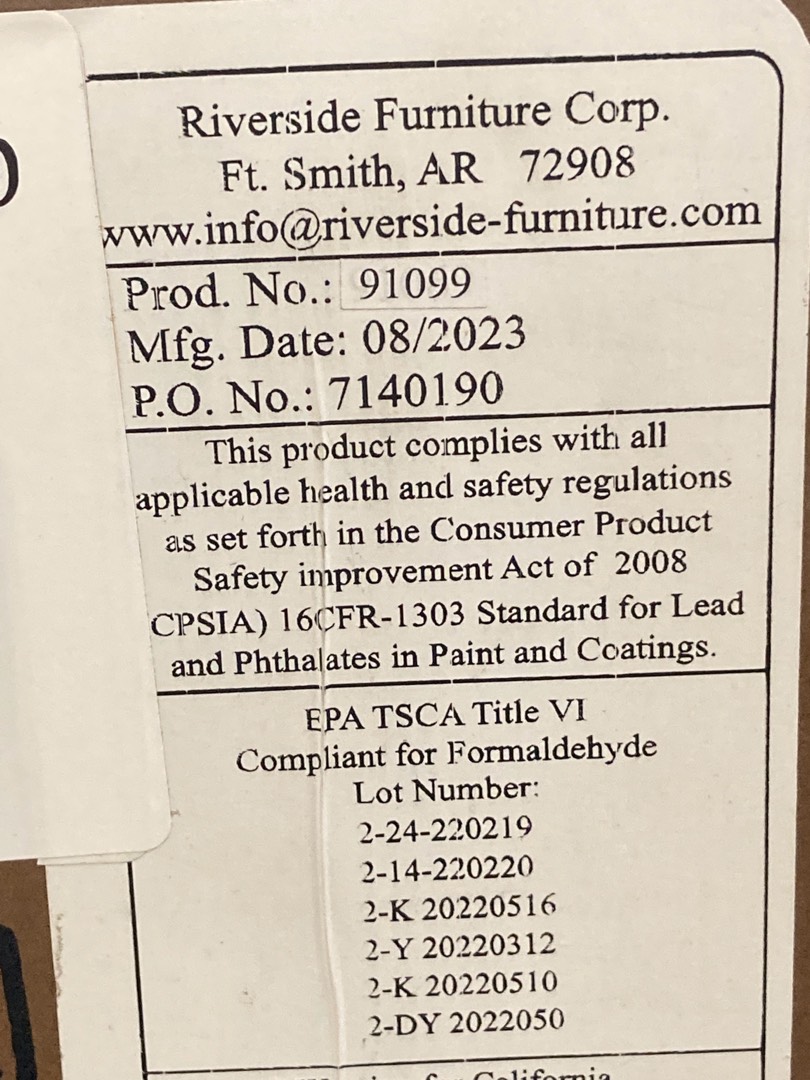 Riverside Furniture Corp.
Ft. Smith, AR 72908
www.info@riverside-furniture.com
Prod. No.: 91099
Mfg. Date: 08/2023
P.O. No.: 7140190
This product complies with all
applicable health and safety regulations
as set forth in the Consumer Product
Safety improvement Act of 2008
CPSIA) 16CFR-1303 Standard for Lead
and Phthalates in Paint and Coatings.
EPA TSCA Title VI
Compliant for Formaldehyde
Lot Number:
2-24-220219
2-14-220220
2-K 20220516
2-Y 20220312
2-K 20220510
2-DY 2022050
California